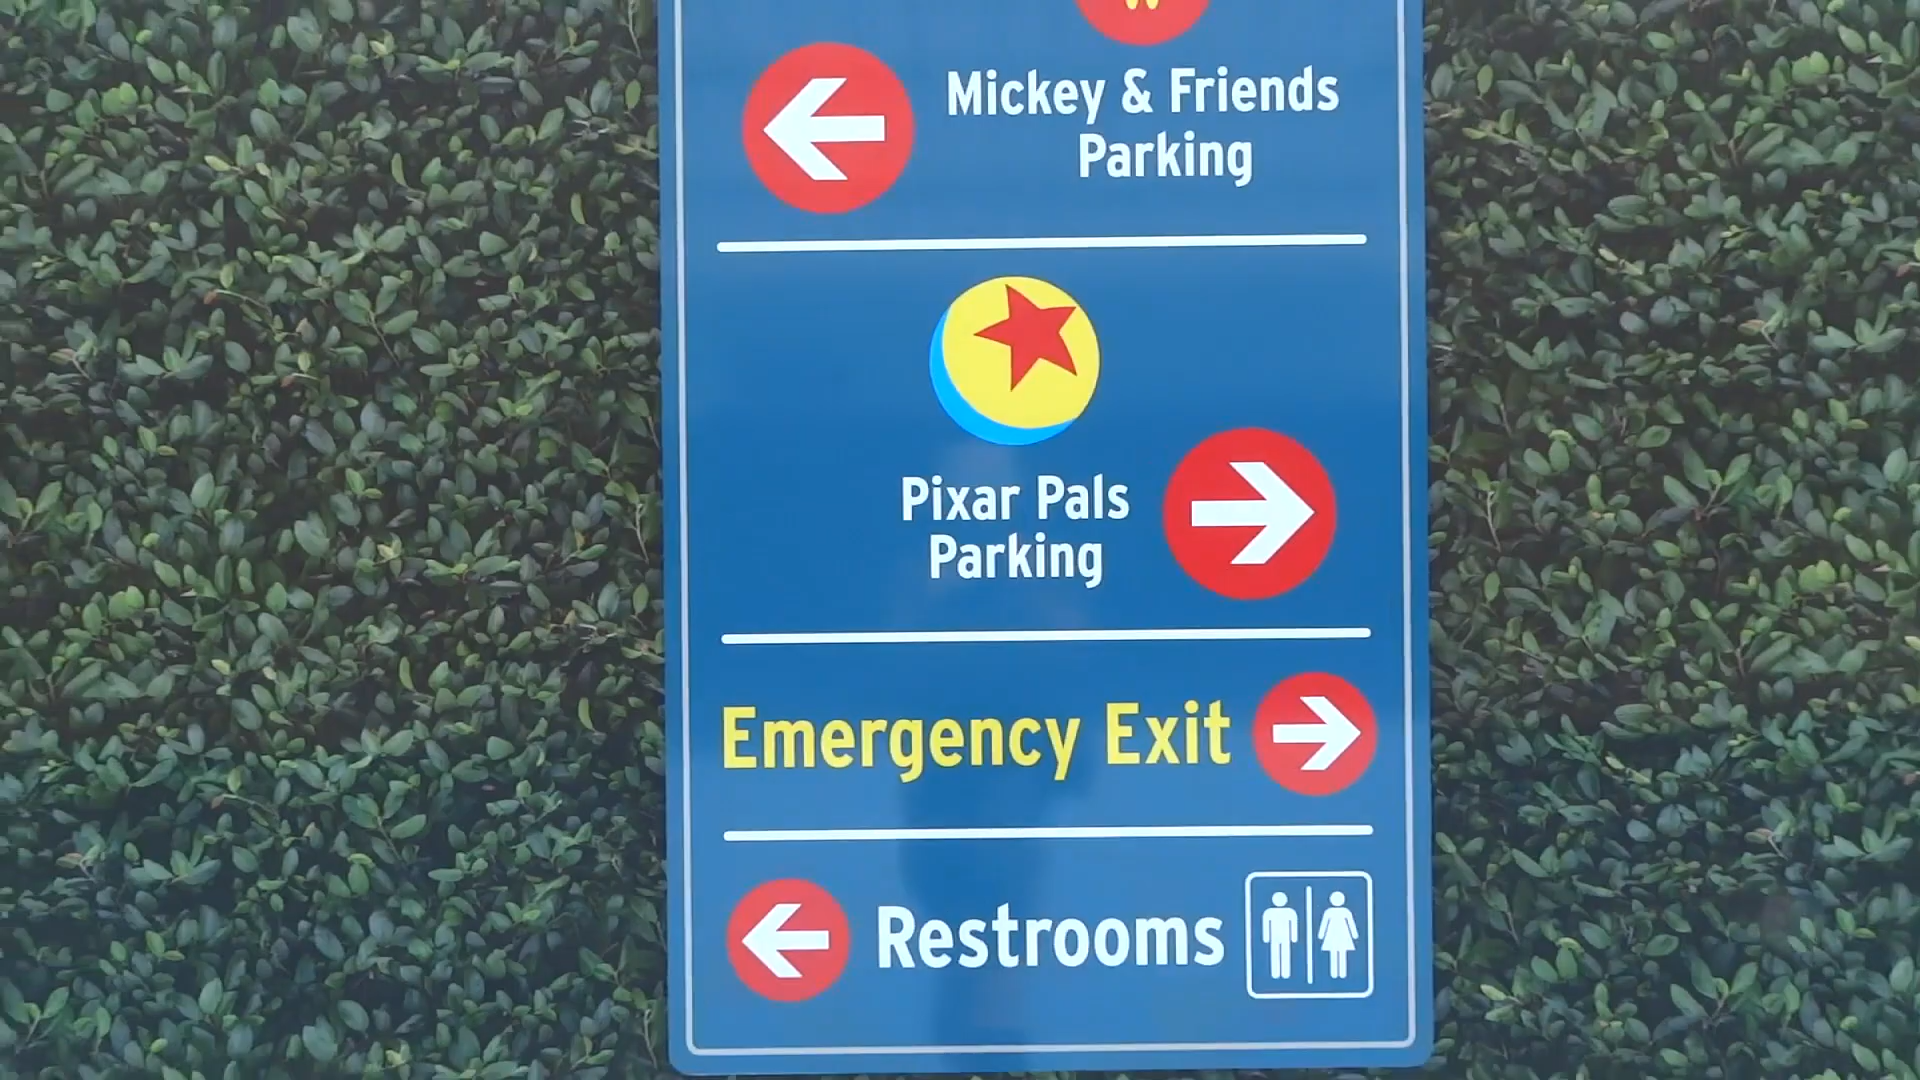 Mickey & Friends
Parking
Pixar Pals
Parking
Emergency Exit
Restrooms